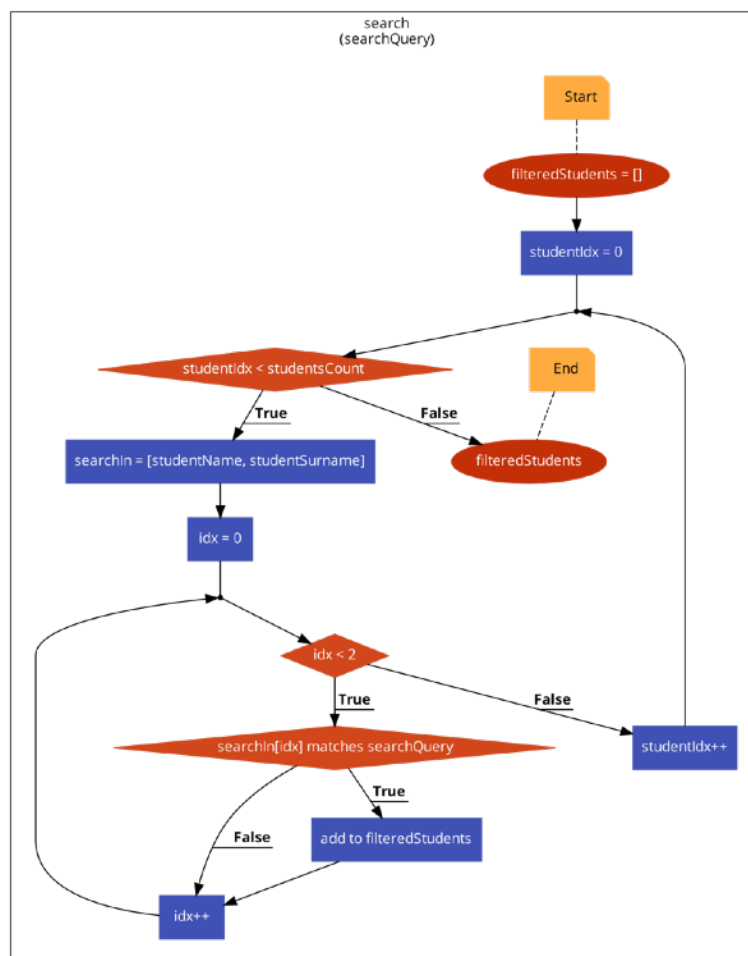 search
(searchQuery)
Start
filteredStudents = []
studentIdx = 0
studentIdx < studentsCount
End
True
False
searchIn = [studentName, studentSurname]
filteredStudents
idx = 0
idx < 2
True
False
searchIn[idx] matches searchQuery
studentIdx++
True
False
add to filteredStudents
idx++